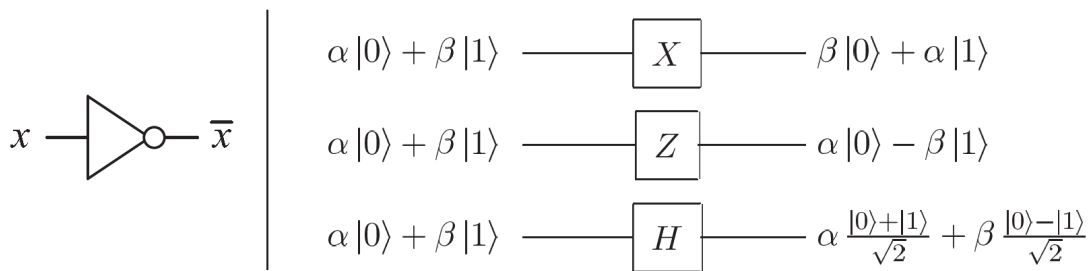 x x̅
α|0⟩ + β|1⟩ X β|0⟩ + α|1⟩
α|0⟩ + β|1⟩ Z α|0⟩ − β|1⟩
α|0⟩ + β|1⟩ H α (|0⟩+|1⟩)/√2 + β (|0⟩−|1⟩)/√2